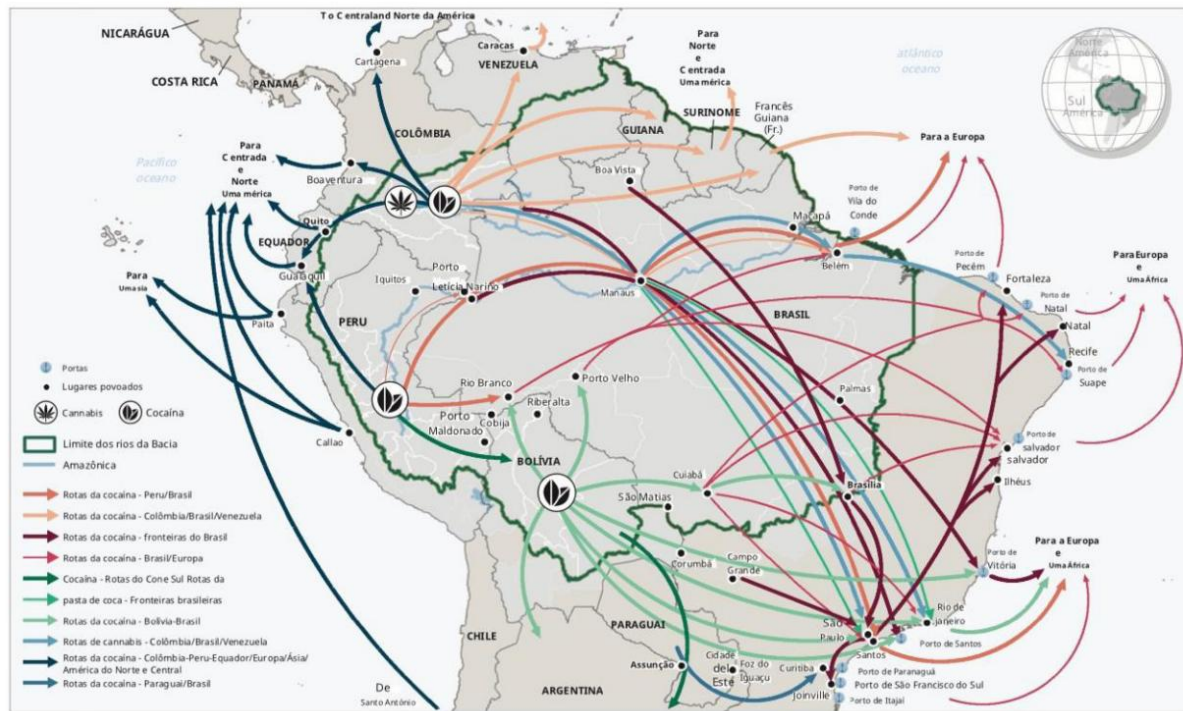 NICARÁGUA
COSTA RICA
PANAMÁ
To Centraland Norte da América
Cartagena
Caracas
VENEZUELA
COLÔMBIA
Para
Norte
e
Centrada
Uma mérica
SURINOME
GUIANA
Francês
Guiana
(Fr.)
atlântico
oceano
Norte
América
Sul
América
Para a Europa
Pacífico
oceano
Para
Centrada
e
Norte
Uma mérica
Boaventura
Boa Vista
Porto de
Vila do
Conde
Macapá
Belém
Quito
EQUADOR
Guaiaquil
Para
Uma sia
Paita
Iquitos
Porto
Letícia Nariño
Manaus
BRASIL
PERU
Porto de
Pecém
Fortaleza
Porto de
Natal
Natal
Recife
Porto de
Suape
Para Europa
e
Uma África
Rio Branco
Porto Velho
Riberalta
Cobija
Porto
Maldonado
Callao
BOLÍVIA
Palmas
Porto de
salvador
salvador
Ilhéus
Cuiabá
São Matias
Brasília
Corumbá
Campo
Grande
Porto de
Vitória
Para a Europa
e
Uma África
Rio de
janeiro
São
Paulo
Santos
Porto de Santos
CHILE
PARAGUAI
Assunção
Cidade
del
Este
Foz do
Iguaçu
Curitiba
Joinville
Porto de Paranaguá
Porto de São Francisco do Sul
Porto de Itajaí
ARGENTINA
De
Santo António
Portas
Lugares povoados
Cannabis
Cocaína
Limite dos rios da Bacia
Amazônica
Rotas da cocaína - Peru/Brasil
Rotas da cocaína - Colômbia/Brasil/Venezuela
Rotas da cocaína - fronteiras do Brasil
Rotas da cocaína - Brasil/Europa
Cocaína - Rotas do Cone Sul Rotas da
pasta de coca - Fronteiras brasileiras
Rotas da cocaína - Bolívia-Brasil
Rotas de cannabis - Colômbia/Brasil/Venezuela
Rotas da cocaína - Colômbia-Peru-Equador/Europa/Ásia/
América do Norte e Central
Rotas da cocaína - Paraguai/Brasil